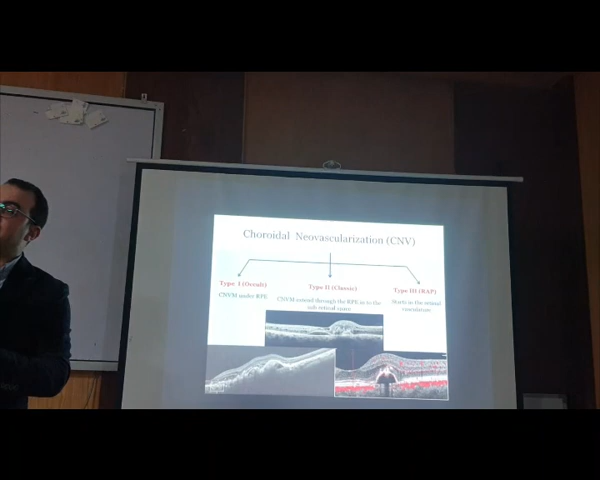 Choroidal Neovascularization (CNV)
Type I (Occult)
CNVM under RPE
Type II (Classic)
CNVM extend through the RPE in to the
sub retinal space
Type III (RAP)
Starts in the retinal
vasculature